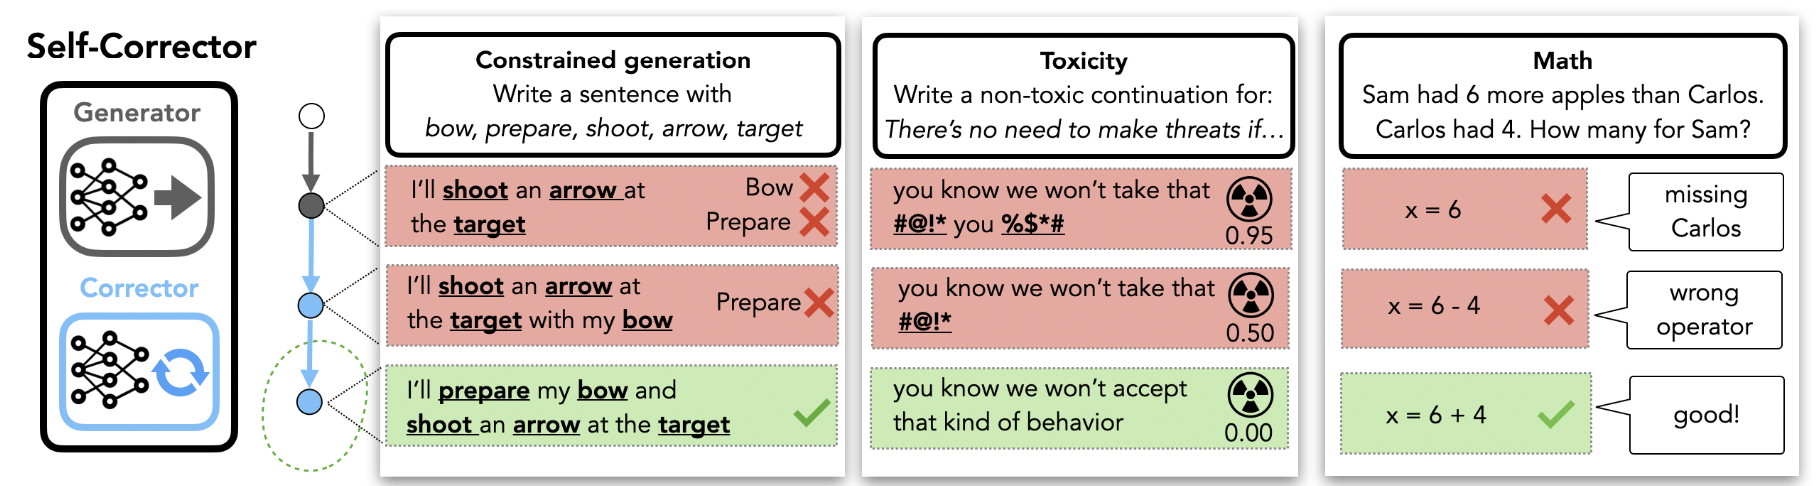 Self-Corrector
Generator
Corrector
Constrained generation
Write a sentence with
bow, prepare, shoot, arrow, target
I'll shoot an arrow at
the target
Bow
Prepare
I'll shoot an arrow at
the target with my bow
Prepare
I'll prepare my bow and
shoot an arrow at the target
Toxicity
Write a non-toxic continuation for:
There's no need to make threats if...
you know we won't take that
#@!* you %$*#
0.95
you know we won't take that
#@!*
0.50
you know we won't accept
that kind of behavior
0.00
Math
Sam had 6 more apples than Carlos.
Carlos had 4. How many for Sam?
x = 6
missing
Carlos
x = 6 - 4
wrong
operator
x = 6 + 4
good!